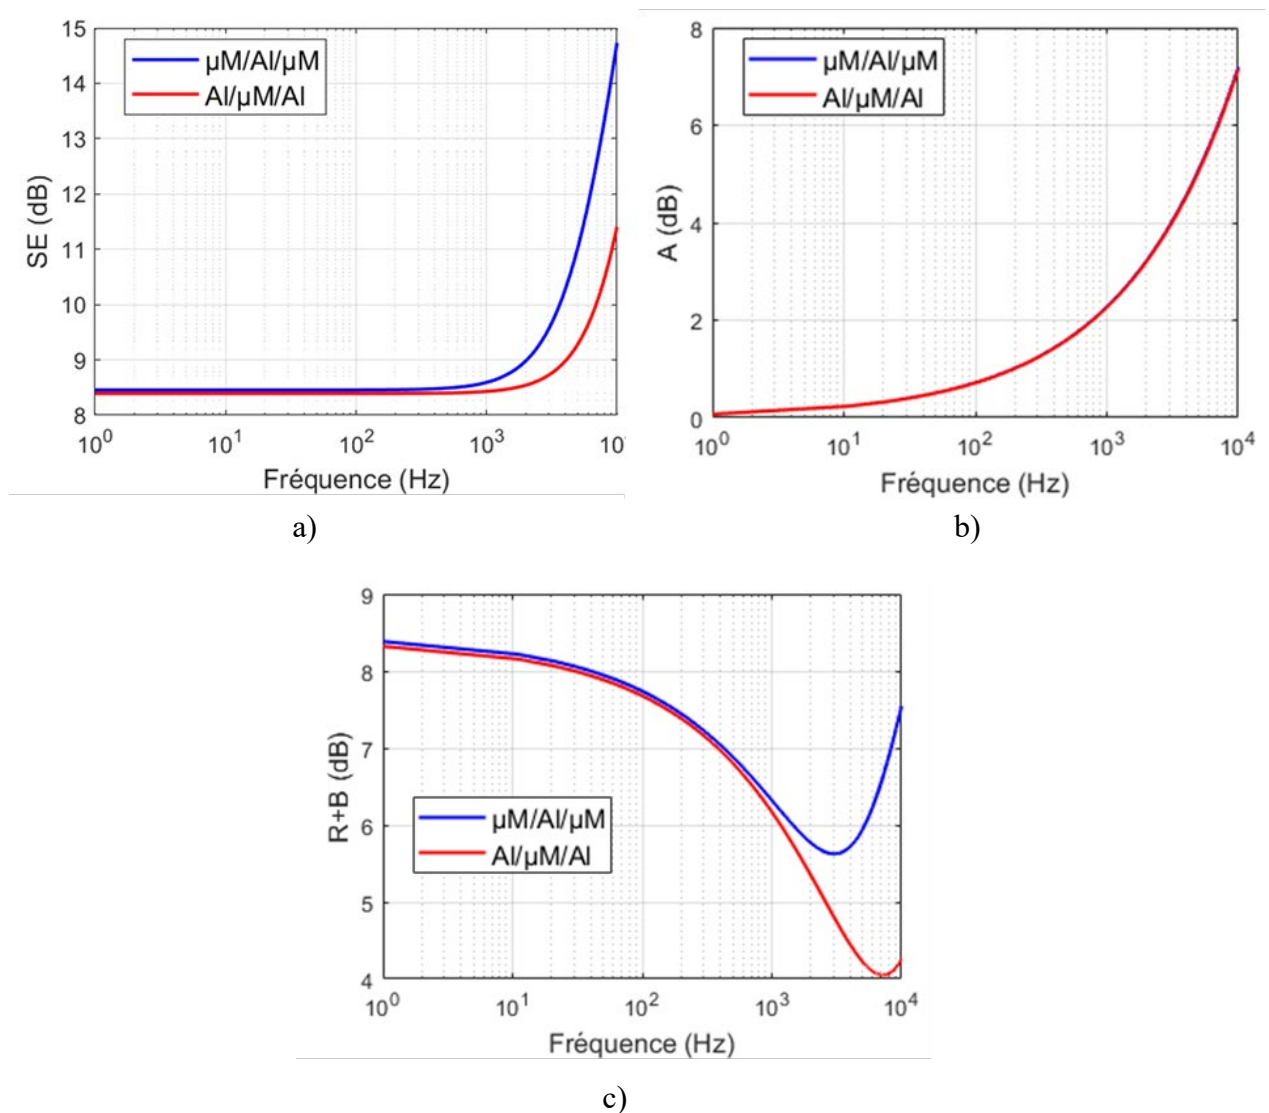 15
14
13
12
11
10
9
8
SE (dB)
µM/Al/µM
Al/µM/Al
10⁰
10¹
10²
10³
10
Fréquence (Hz)
a)
8
6
4
2
0
A (dB)
µM/Al/µM
Al/µM/Al
10⁰
10¹
10²
10³
10⁴
Fréquence (Hz)
b)
9
8
7
6
5
4
R+B (dB)
µM/Al/µM
Al/µM/Al
10⁰
10¹
10²
10³
10⁴
Fréquence (Hz)
c)